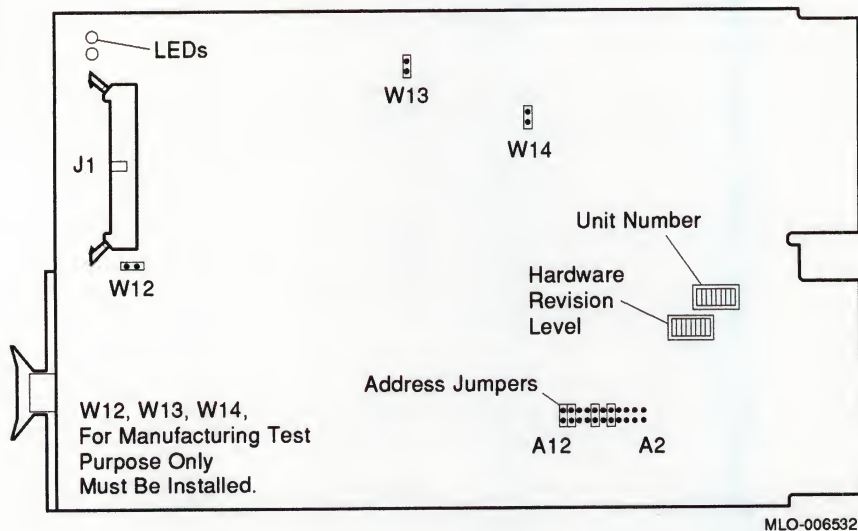 LEDs
W13
W14
J1
W12
Unit Number
Hardware
Revision
Level
Address Jumpers
A12
A2
W12, W13, W14,
For Manufacturing Test
Purpose Only
Must Be Installed.
MLO-006532